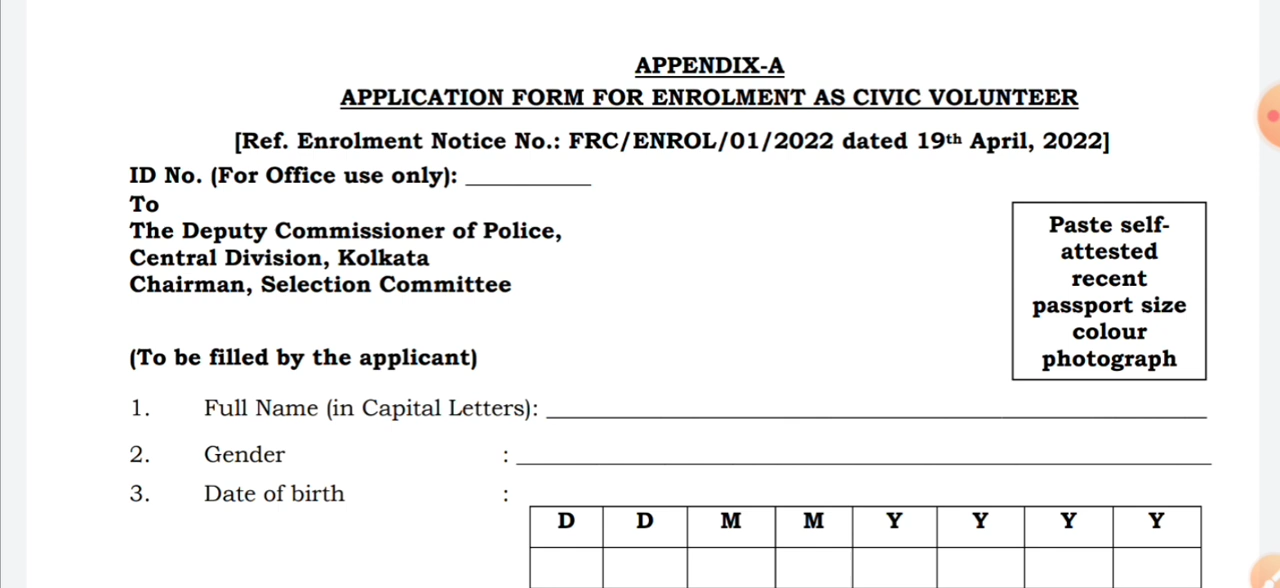 APPENDIX-A
APPLICATION FORM FOR ENROLMENT AS CIVIC VOLUNTEER
[Ref. Enrolment Notice No.: FRC/ENROL/01/2022 dated 19th April, 2022]
ID No. (For Office use only): __________
To
The Deputy Commissioner of Police,
Central Division, Kolkata
Chairman, Selection Committee
Paste self-
attested
recent
passport size
colour
photograph
(To be filled by the applicant)
1. Full Name (in Capital Letters): ____________________
2. Gender : ____________________
3. Date of birth :
D D M M Y Y Y Y